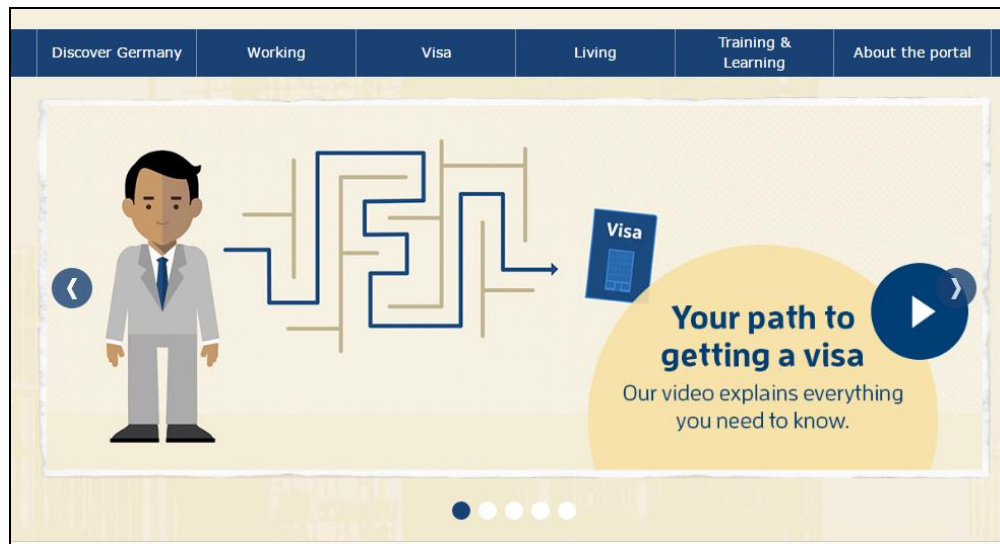 Discover Germany
Working
Visa
Living
Training &
Learning
About the portal
Visa
Your path to
getting a visa
Our video explains everything
you need to know.